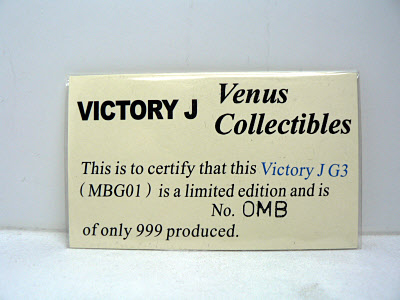 VICTORY J
Venus
Collectibles
This is to certify that this Victory J G3
(MBG01) is a limited edition and is
No. OMB
of only 999 produced.